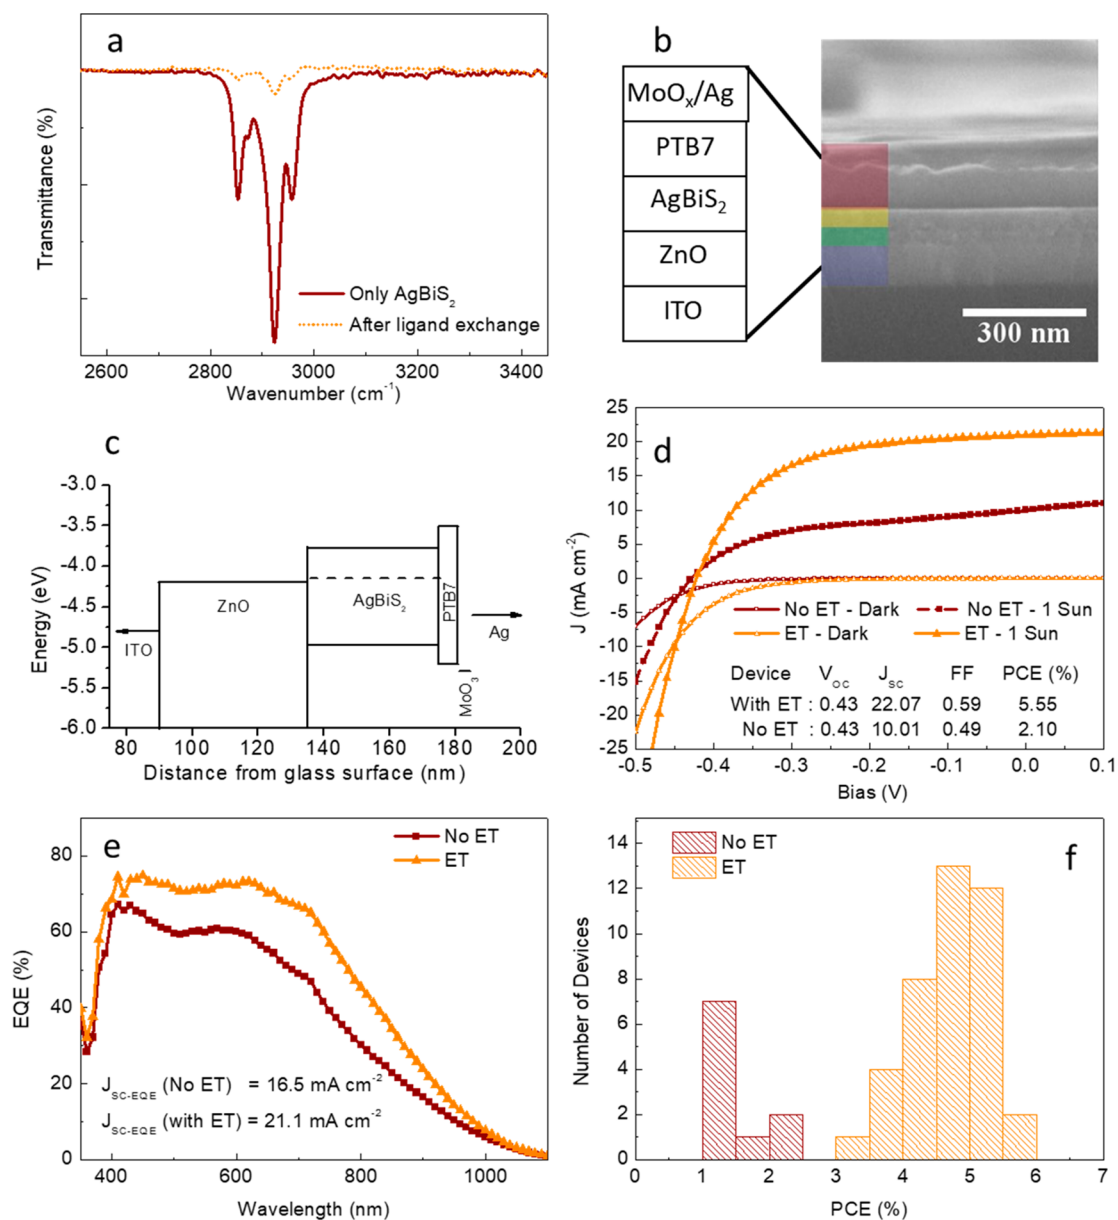 a
Transmittance (%)
Only AgBiS₂
After ligand exchange
2600 2800 3000 3200 3400
Wavenumber (cm⁻¹)
b
MoOₓ/Ag
PTB7
AgBiS₂
ZnO
ITO
300 nm
c
Energy (eV)
-3.0
-3.5
-4.0
-4.5
-5.0
-5.5
-6.0
ITO
ZnO
AgBiS₂
PTB7
MoO₃
Ag
80 100 120 140 160 180 200
Distance from glass surface (nm)
d
J (mA cm⁻²)
25
20
15
10
5
0
-5
-10
-15
-20
-25
No ET - Dark No ET - 1 Sun
ET - Dark ET - 1 Sun
Device V_oc J_sc FF PCE (%)
With ET : 0.43 22.07 0.59 5.55
No ET : 0.43 10.01 0.49 2.10
-0.5 -0.4 -0.3 -0.2 -0.1 0.0 0.1
Bias (V)
e
EQE (%)
80
60
40
20
0
No ET
ET
J_SC-EQE (No ET) = 16.5 mA cm⁻²
J_SC-EQE (with ET) = 21.1 mA cm⁻²
400 600 800 1000
Wavelength (nm)
f
Number of Devices
14
12
10
8
6
4
2
0
No ET
ET
0 1 2 3 4 5 6 7
PCE (%)